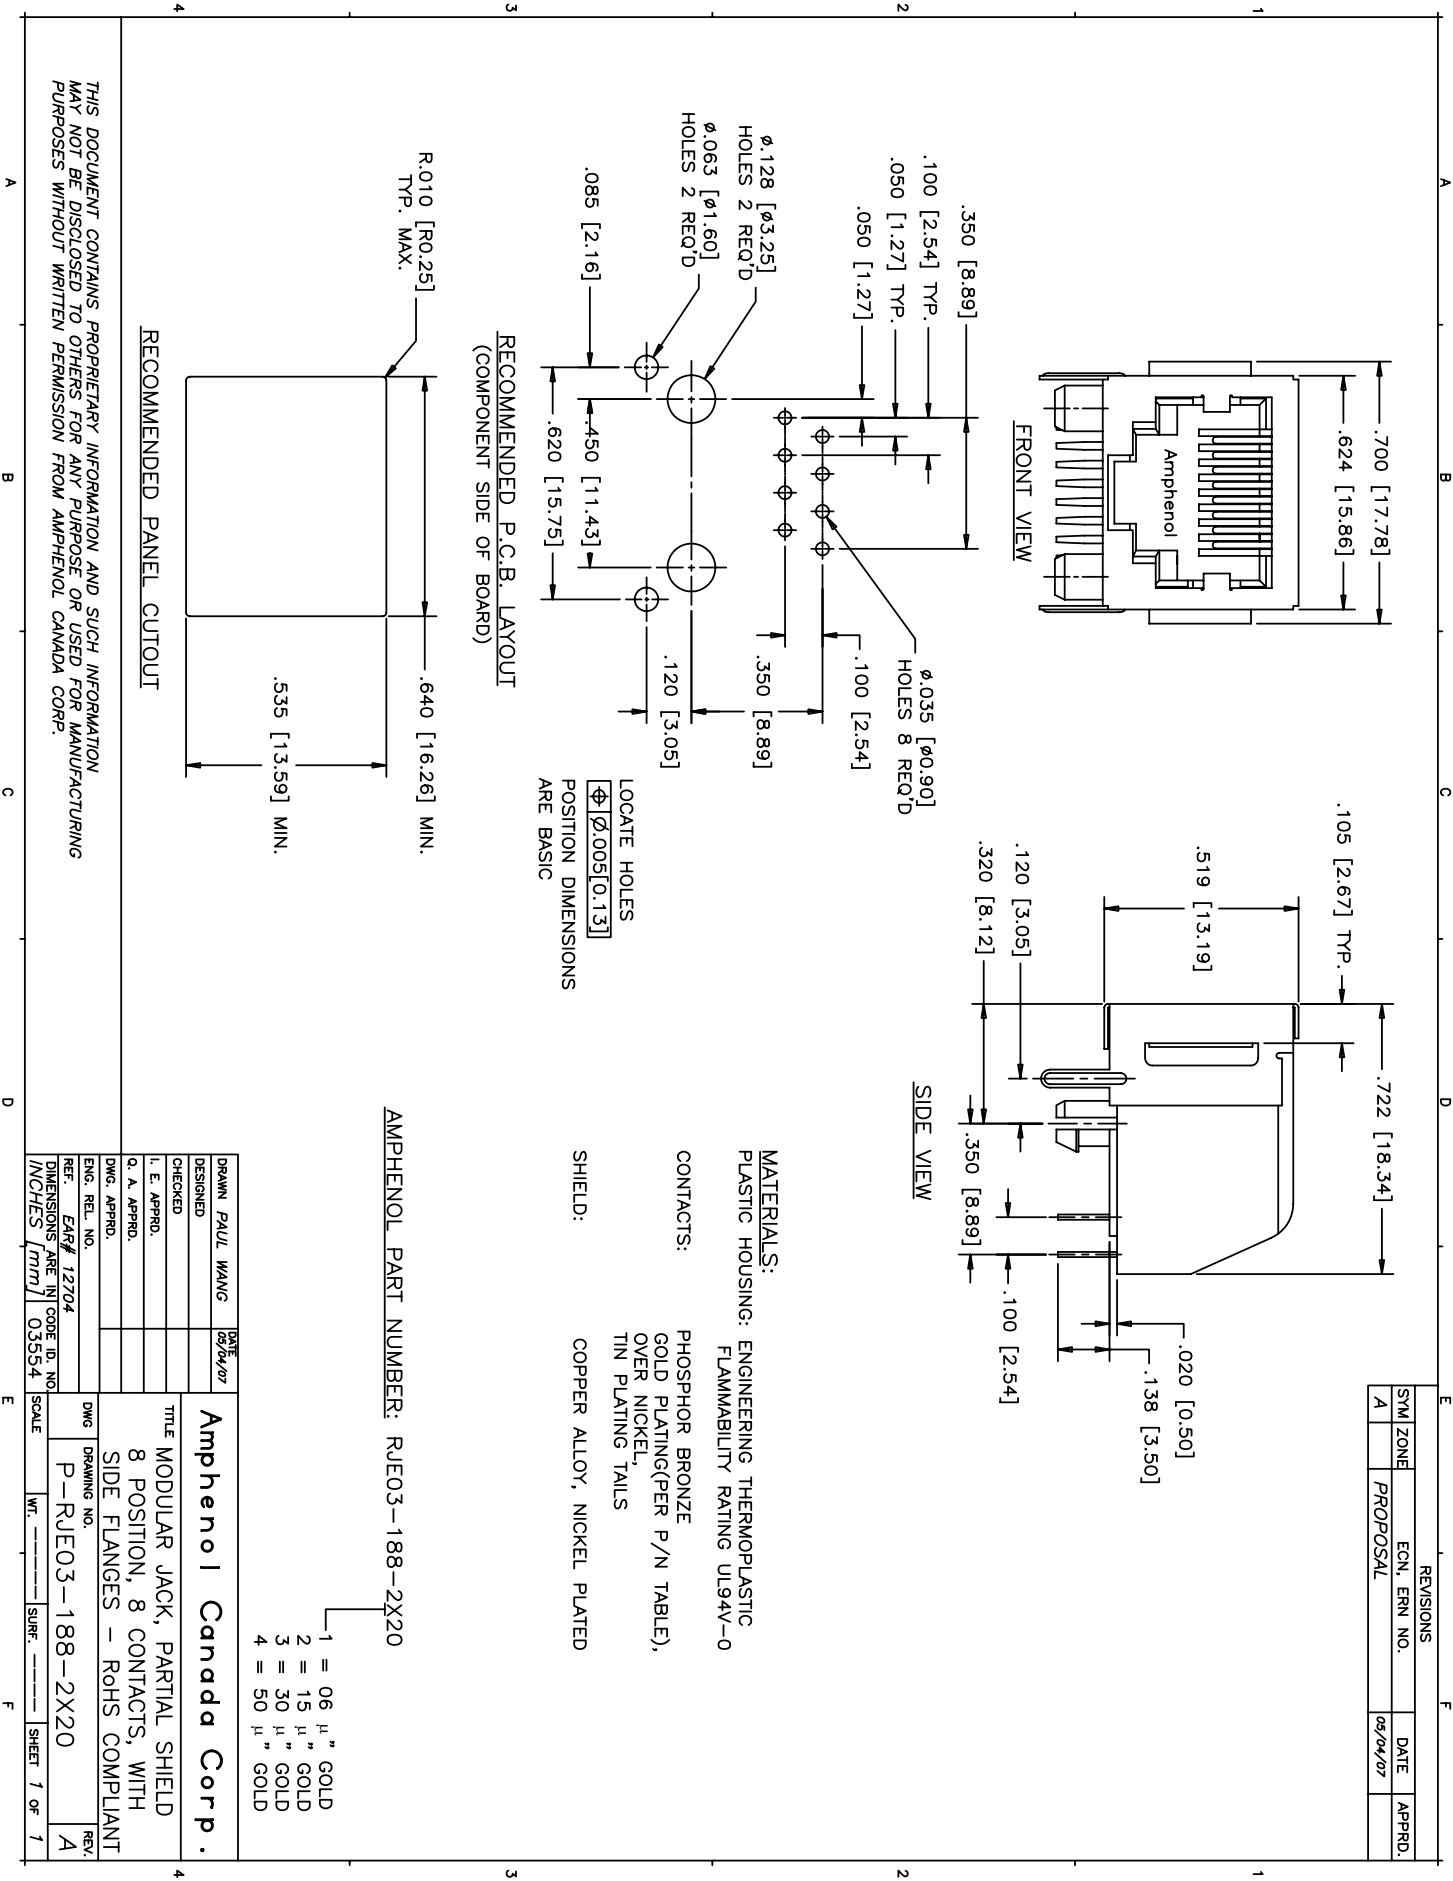 REVISIONS
SYM ZONE ECN, ERN NO. DATE APPRD.
A PROPOSAL 05/04/07
.700 [17.78]
.624 [15.86]
Amphenol
FRONT VIEW
.105 [2.67] TYP.
.722 [18.34]
.519 [13.19]
.120 [3.05]
.320 [8.12]
.350 [8.89]
.100 [2.54]
.020 [0.50]
.138 [3.50]
SIDE VIEW
.350 [8.89]
.100 [2.54] TYP.
.050 [1.27] TYP.
.050 [1.27]
ø.128 [ø3.25]
HOLES 2 REQ'D
ø.063 [ø1.60]
HOLES 2 REQ'D
.085 [2.16]
ø.035 [ø0.90]
HOLES 8 REQ'D
.100 [2.54]
.350 [8.89]
.120 [3.05]
.450 [11.43]
.620 [15.75]
RECOMMENDED P.C.B. LAYOUT
(COMPONENT SIDE OF BOARD)
LOCATE HOLES
⌖ Ø.005[0.13]
POSITION DIMENSIONS
ARE BASIC
R.010 [R0.25]
TYP. MAX.
.640 [16.26] MIN.
.535 [13.59] MIN.
RECOMMENDED PANEL CUTOUT
MATERIALS:
PLASTIC HOUSING: ENGINEERING THERMOPLASTIC
FLAMMABILITY RATING UL94V-0
CONTACTS: PHOSPHOR BRONZE
GOLD PLATING(PER P/N TABLE),
OVER NICKEL,
TIN PLATING TAILS
SHIELD: COPPER ALLOY, NICKEL PLATED
AMPHENOL PART NUMBER: RJE03-188-2X20
1 = 06 µ" GOLD
2 = 15 µ" GOLD
3 = 30 µ" GOLD
4 = 50 µ" GOLD
THIS DOCUMENT CONTAINS PROPRIETARY INFORMATION AND SUCH INFORMATION
MAY NOT BE DISCLOSED TO OTHERS FOR ANY PURPOSE OR USED FOR MANUFACTURING
PURPOSES WITHOUT WRITTEN PERMISSION FROM AMPHENOL CANADA CORP.
DRAWN PAUL WANG DATE 05/04/07
DESIGNED
CHECKED
I. E. APPRD.
Q. A. APPRD.
DWG. APPRD.
ENG. REL. NO.
REF. EAR# 12704
DIMENSIONS ARE IN
INCHES [mm]
CODE ID. NO.
03554
Amphenol Canada Corp.
TITLE MODULAR JACK, PARTIAL SHIELD
8 POSITION, 8 CONTACTS, WITH
SIDE FLANGES - RoHS COMPLIANT
DWG DRAWING NO. REV.
P-RJE03-188-2X20 A
SCALE WT. ----- SURF. ----- SHEET 1 OF 1
A B C D E F
A B C D E F
1 2 3 4
1 2 3 4